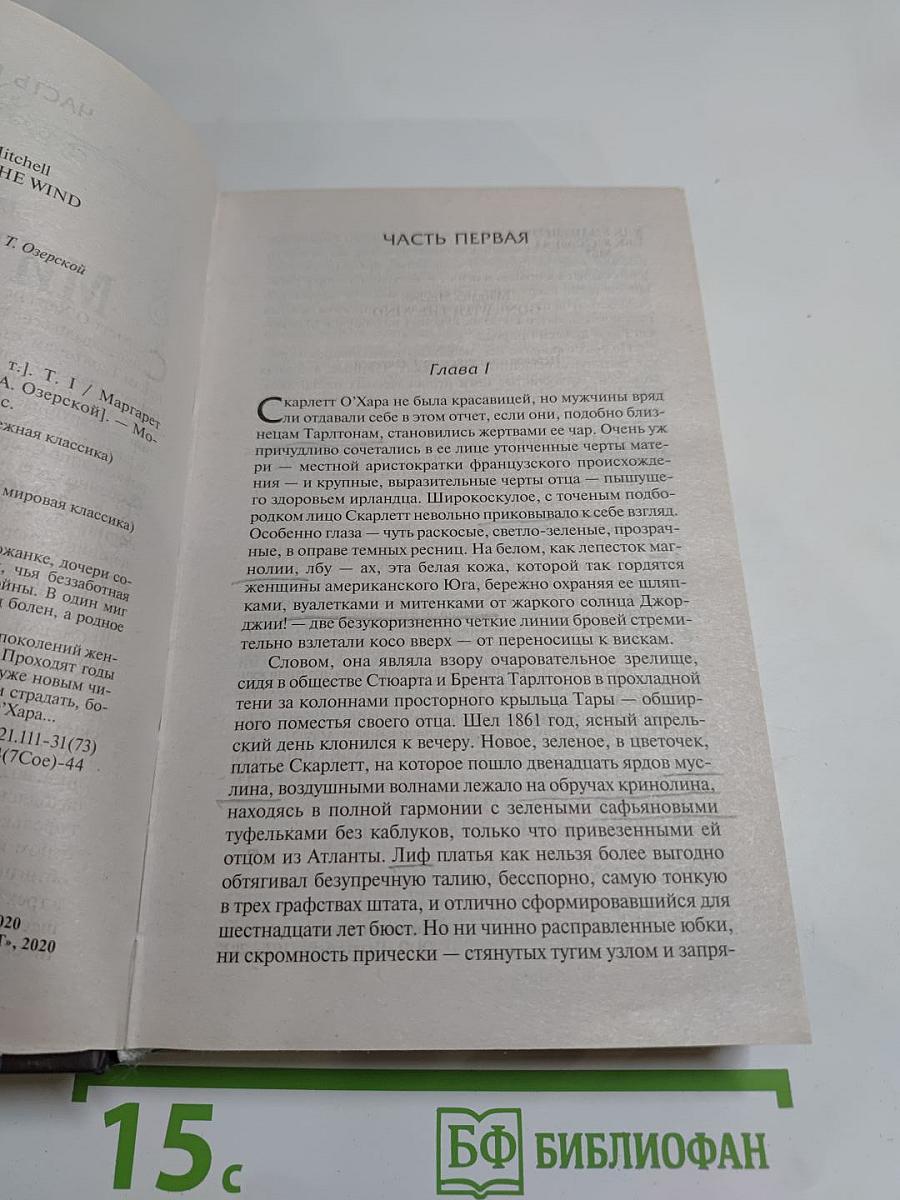 Mitchell
THE WIND
Т. Озерской
т.]. Т. I / Маргарет
А. Озерской]. — Мо-
с.
классика)
мировая классика)
дочери со-
чья беззаботная
В один миг
болен, а родное
поколений жен-
Проходят годы
уже новым чи-
страдать, бо-
О’Хара...
21.111-31(73)
(7Сое)-44
2020
2020
ЧАСТЬ ПЕРВАЯ
Глава I
Скарлетт О’Хара не была красавицей, но мужчины вряд
ли отдавали себе в этом отчет, если они, подобно близ-
нецам Тарлтонам, становились жертвами ее чар. Очень уж
причудливо сочетались в ее лице утонченные черты мате-
ри — местной аристократки французского происхожде-
ния — и крупные, выразительные черты отца — пышуще-
го здоровьем ирландца. Широкоскулое, с точеным подбо-
родком лицо Скарлетт невольно приковывало к себе взгляд.
Особенно глаза — чуть раскосые, светло-зеленые, прозрач-
ные, в оправе темных ресниц. На белом, как лепесток маг-
нолии, лбу — ах, эта белая кожа, которой так гордятся
женщины американского Юга, бережно охраняя ее шляп-
ками, вуалетками и митенками от жаркого солнца Джор-
джии! — две безукоризненно четкие линии бровей стреми-
тельно взлетали косо вверх — от переносицы к вискам.
Словом, она являла взору очаровательное зрелище,
сидя в обществе Стюарта и Брента Тарлтонов в прохладной
тени за колоннами просторного крыльца Тары — обшир-
ного поместья своего отца. Шел 1861 год, ясный апрель-
ский день клонился к вечеру. Новое, зеленое, в цветочек,
платье Скарлетт, на которое пошло двенадцать ярдов мус-
лина, воздушными волнами лежало на обручах кринолина,
находясь в полной гармонии с зелеными сафьяновыми
туфельками без каблуков, только что привезенными ей
отцом из Атланты. Лиф платья как нельзя более выгодно
обтягивал безупречную талию, бесспорно, самую тонкую
в трех графствах штата, и отлично сформировавшийся для
шестнадцати лет бюст. Но ни чинно расправленные юбки,
ни скромность прически — стянутых тугим узлом и запря-
15 с
БФ БИБЛИОФАН